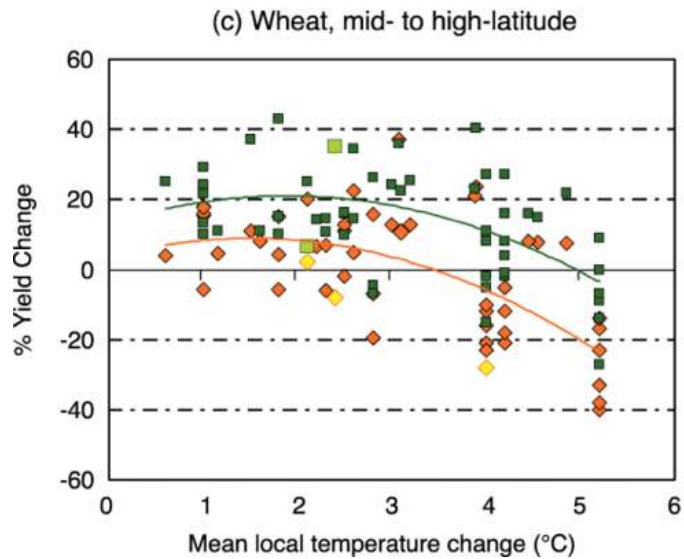 (c) Wheat, mid- to high-latitude
60
40
20
0
-20
-40
-60
% Yield Change
0 1 2 3 4 5 6
Mean local temperature change (°C)